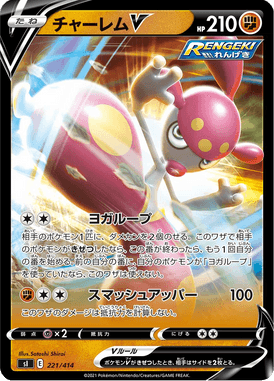 たね チャーレムV HP210
RENGEKI
れんげき
ヨガループ
相手のポケモン1匹に、ダメカンを2個のせる。このワザで相手
のポケモンがきぜつしたなら、この番が終わったら、もう1回自分
の番を始める。前の自分の番に、自分のポケモンが「ヨガループ」
を使っていたなら、このワザは使えない。
スマッシュアッパー 100
このワザのダメージは抵抗力を計算しない。
弱点 ×2 抵抗力 にげる
Illus. Satoshi Shirai
Vルール
ポケモンVがきぜつしたとき、相手はサイドを2枚とる。
sI E 221/414
©2021 Pokémon/Nintendo/Creatures/GAME FREAK.